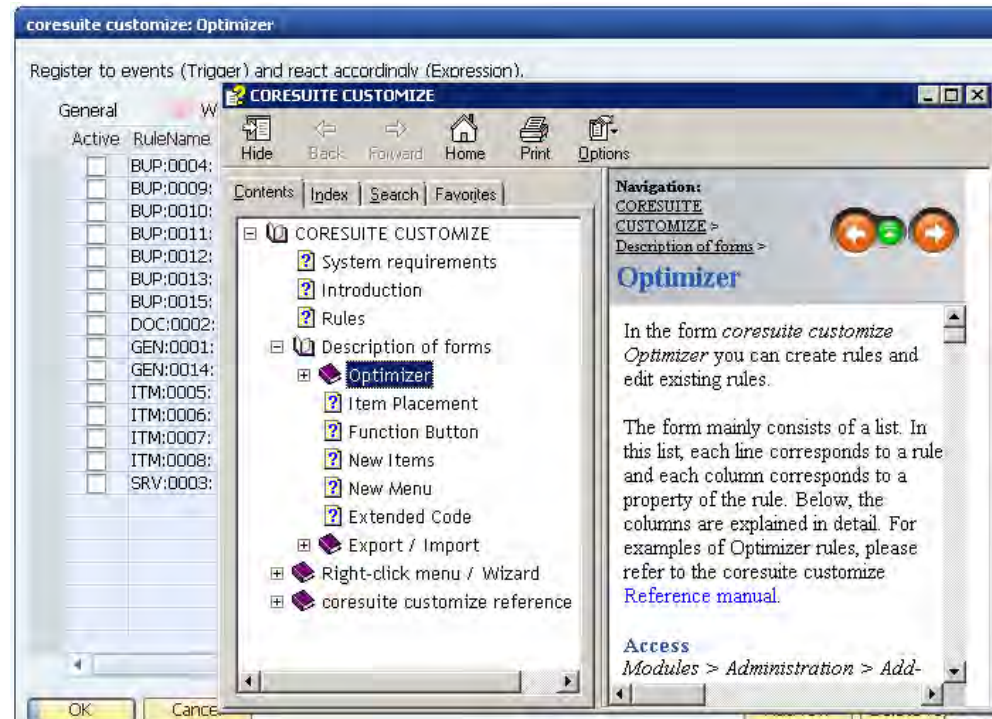 coresuite customize: Optimizer
Register to events (Trigger) and react accordingly (Expression).
General W
Active RuleName
BUP:0004:
BUP:0009:
BUP:0010:
BUP:0011:
BUP:0012:
BUP:0013:
BUP:0015:
DOC:0002:
GEN:0001:
GEN:0014:
ITM:0005:
ITM:0006:
ITM:0007:
ITM:0008:
SRV:0003:
OK Cance
CORESUITE CUSTOMIZE
Hide Back Forward Home Print Options
Contents Index Search Favorites
CORESUITE CUSTOMIZE
System requirements
Introduction
Rules
Description of forms
Optimizer
Item Placement
Function Button
New Items
New Menu
Extended Code
Export / Import
Right-click menu / Wizard
coresuite customize reference
Navigation:
CORESUITE
CUSTOMIZE >
Description of forms >
Optimizer
In the form coresuite customize
Optimizer you can create rules and
edit existing rules.
The form mainly consists of a list. In
this list, each line corresponds to a rule
and each column corresponds to a
property of the rule. Below, the
columns are explained in detail. For
examples of Optimizer rules, please
refer to the coresuite customize
Reference manual.
Access
Modules > Administration > Add-